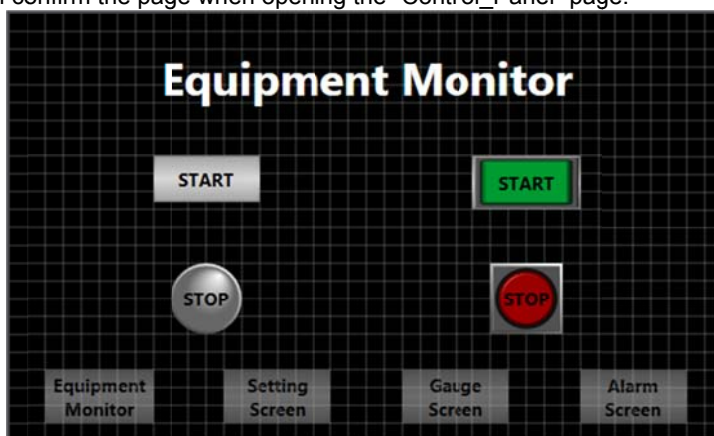 confirm the page when opening the "Control_Panel" page.
Equipment Monitor
START START
STOP STOP
Equipment Setting Gauge Alarm
Monitor Screen Screen Screen